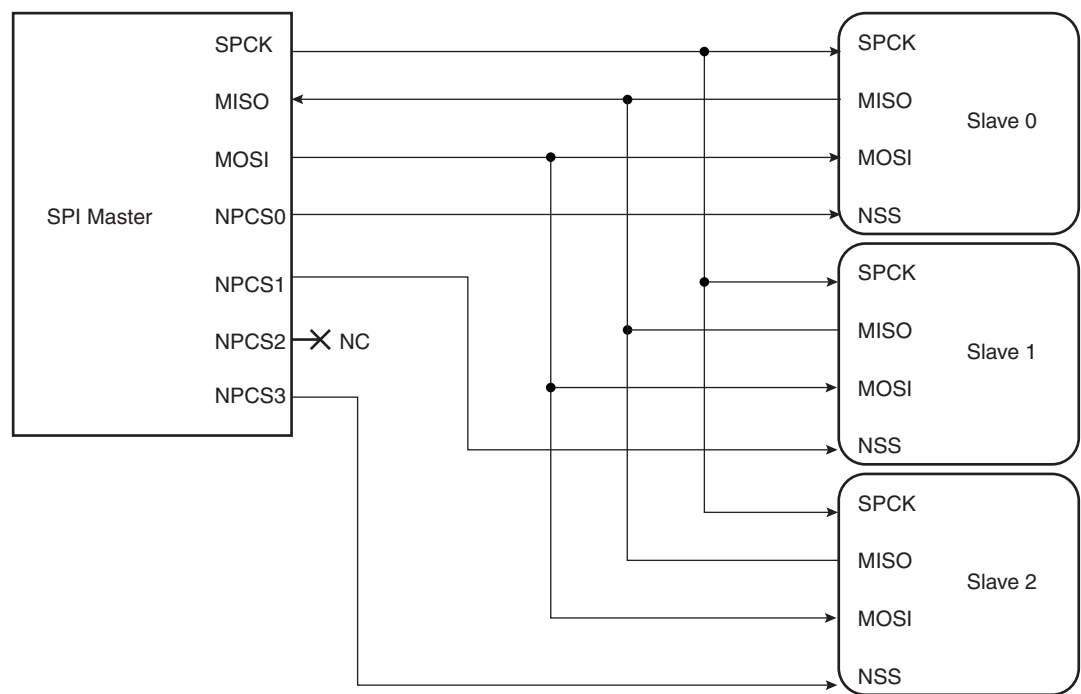 SPI Master
SPCK
MISO
MOSI
NPCS0
NPCS1
NPCS2
NC
NPCS3
SPCK
MISO
Slave 0
MOSI
NSS
SPCK
MISO
Slave 1
MOSI
NSS
SPCK
MISO
Slave 2
MOSI
NSS